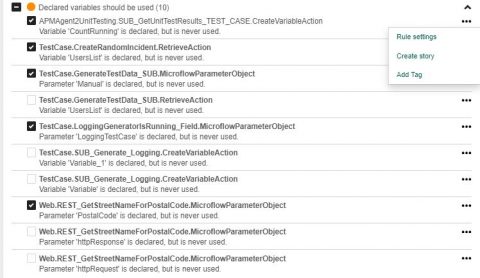 Declared variables should be used (10)
APMAgent2UnitTesting.SUB_GetUnitTestResults_TEST_CASE.CreateVariableAction
Variable 'CountRunning' is declared, but is never used.
Rule settings
Create story
Add Tag
TestCase.CreateRandomIncident.RetrieveAction
Variable 'UsersList' is declared, but is never used.
TestCase.GenerateTestData_SUB.MicroflowParameterObject
Parameter 'Manual' is declared, but is never used.
TestCase.GenerateTestData_SUB.RetrieveAction
Variable 'UsersList' is declared, but is never used.
TestCase.LoggingGeneratorIsRunning_Field.MicroflowParameterObject
Parameter 'LoggingTestCase' is declared, but is never used.
TestCase.SUB_Generate_Logging.CreateVariableAction
Variable 'Variable_1' is declared, but is never used.
TestCase.SUB_Generate_Logging.CreateVariableAction
Variable 'Variable' is declared, but is never used.
Web.REST_GetStreetNameForPostalCode.MicroflowParameterObject
Parameter 'PostalCode' is declared, but is never used.
Web.REST_GetStreetNameForPostalCode.MicroflowParameterObject
Parameter 'httpResponse' is declared, but is never used.
Web.REST_GetStreetNameForPostalCode.MicroflowParameterObject
Parameter 'httpRequest' is declared, but is never used.